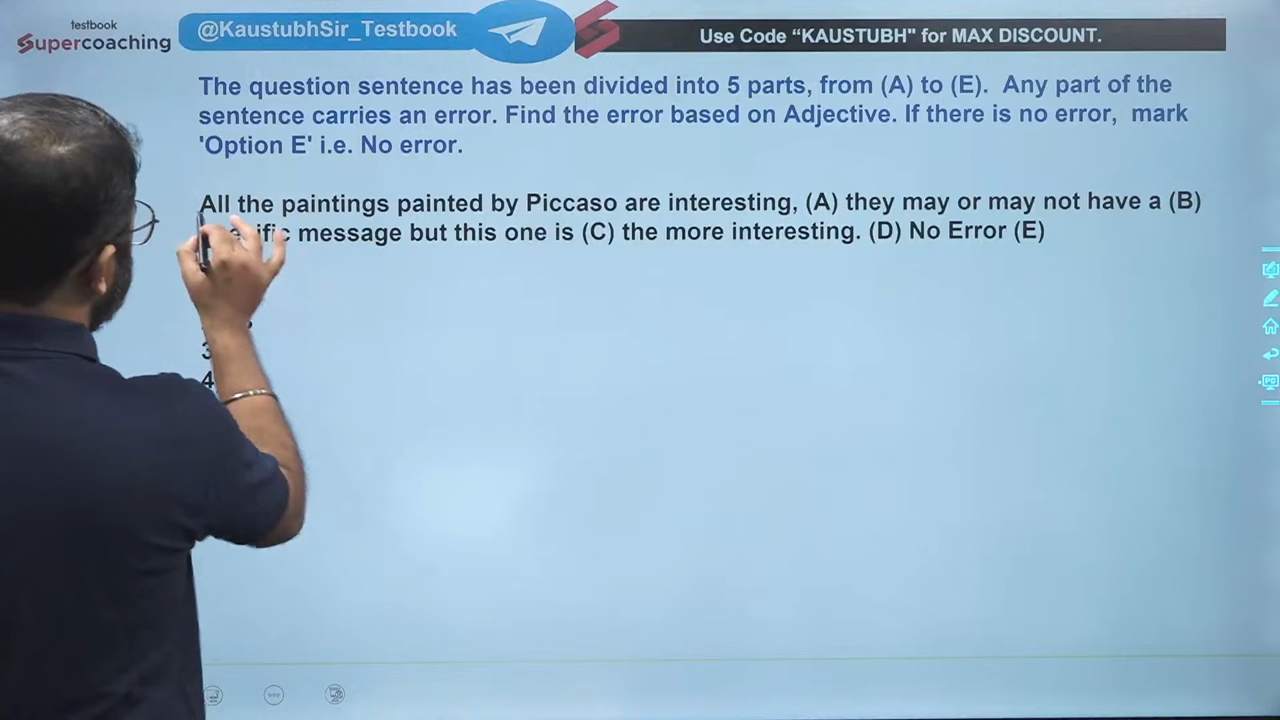 testbook
Supercoaching
@KaustubhSir_Testbook
Use Code “KAUSTUBH" for MAX DISCOUNT.
The question sentence has been divided into 5 parts, from (A) to (E). Any part of the
sentence carries an error. Find the error based on Adjective. If there is no error, mark
'Option E' i.e. No error.
All the paintings painted by Piccaso are interesting, (A) they may or may not have a (B)
message but this one is (C) the more interesting. (D) No Error (E)
3
4